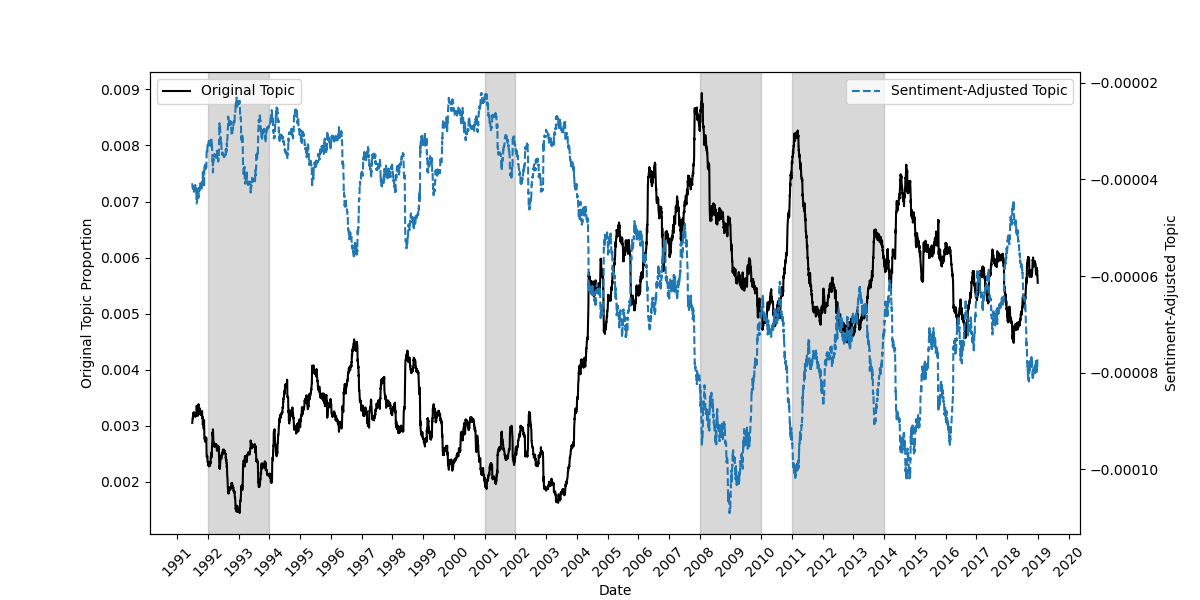 Original Topic
Sentiment-Adjusted Topic
Original Topic Proportion
0.009
0.008
0.007
0.006
0.005
0.004
0.003
0.002
−0.00002
−0.00004
−0.00006
−0.00008
−0.00010
Sentiment-Adjusted Topic
1991 1992 1993 1994 1995 1996 1997 1998 1999 2000 2001 2002 2003 2004 2005 2006 2007 2008 2009 2010 2011 2012 2013 2014 2015 2016 2017 2018 2019 2020
Date